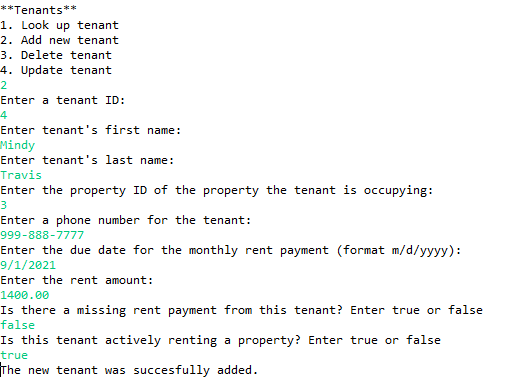 **Tenants**
1. Look up tenant
2. Add new tenant
3. Delete tenant
4. Update tenant
2
Enter a tenant ID:
4
Enter tenant's first name:
Mindy
Enter tenant's last name:
Travis
Enter the property ID of the property the tenant is occupying:
3
Enter a phone number for the tenant:
999-888-7777
Enter the due date for the monthly rent payment (format m/d/yyyy):
9/1/2021
Enter the rent amount:
1400.00
Is there a missing rent payment from this tenant? Enter true or false
false
Is this tenant actively renting a property? Enter true or false
true
The new tenant was succesfully added.